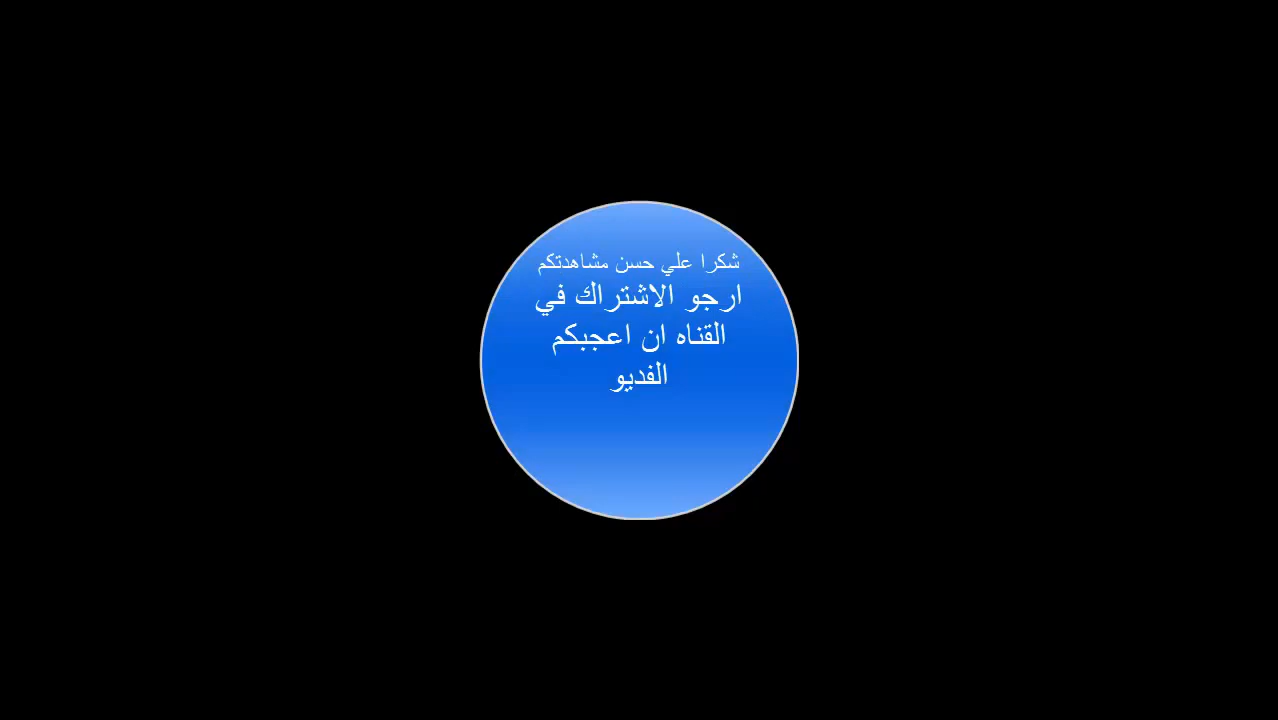 شكرا علي حسن مشاهدتكم
ارجو الاشتراك في
القناه ان اعجبكم
الفديو